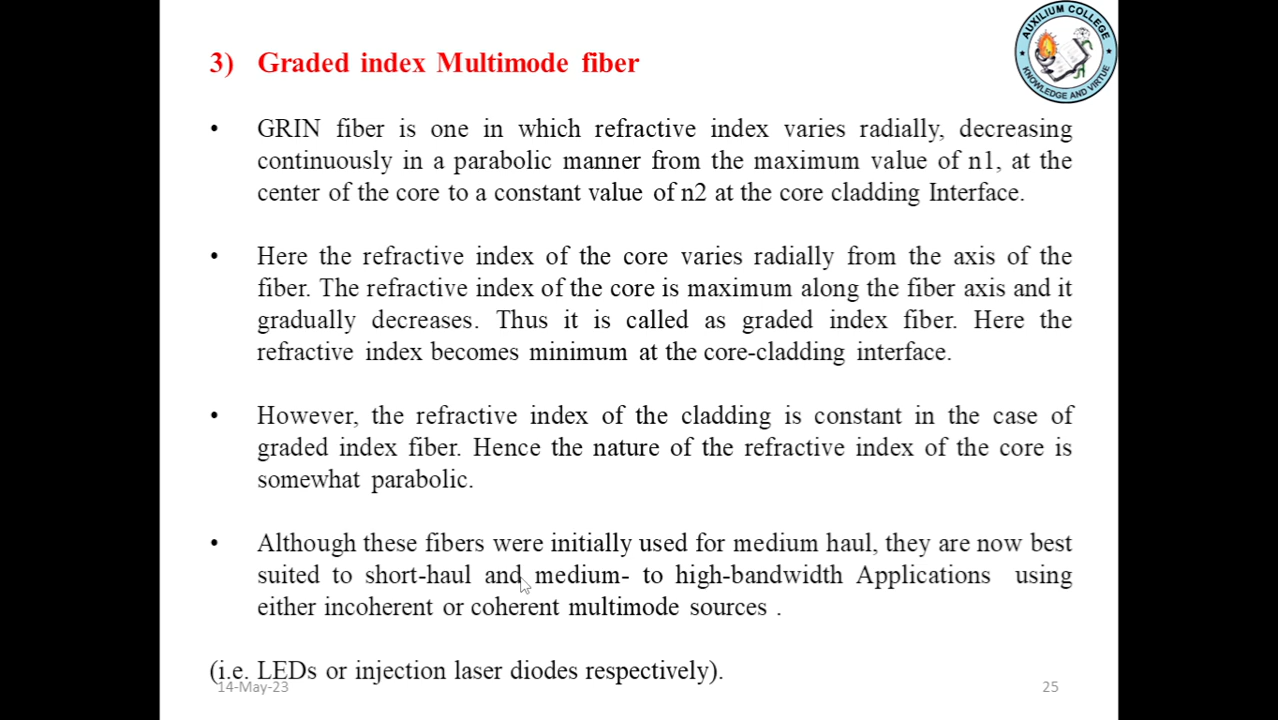 AUXILIUM COLLEGE
KNOWLEDGE AND VIRTUE
3) Graded index Multimode fiber
• GRIN fiber is one in which refractive index varies radially, decreasing
continuously in a parabolic manner from the maximum value of n1, at the
center of the core to a constant value of n2 at the core cladding Interface.
• Here the refractive index of the core varies radially from the axis of the
fiber. The refractive index of the core is maximum along the fiber axis and it
gradually decreases. Thus it is called as graded index fiber. Here the
refractive index becomes minimum at the core-cladding interface.
• However, the refractive index of the cladding is constant in the case of
graded index fiber. Hence the nature of the refractive index of the core is
somewhat parabolic.
• Although these fibers were initially used for medium haul, they are now best
suited to short-haul and medium- to high-bandwidth Applications using
either incoherent or coherent multimode sources .
(i.e. LEDs or injection laser diodes respectively).
14-May-23
25